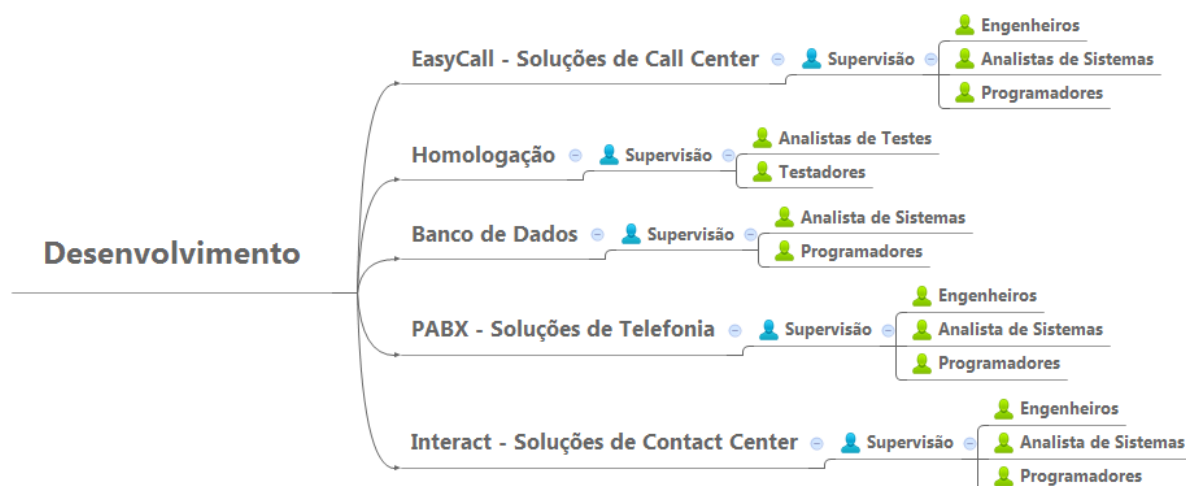 Desenvolvimento
EasyCall - Soluções de Call Center
Supervisão
Engenheiros
Analistas de Sistemas
Programadores
Homologação
Supervisão
Analistas de Testes
Testadores
Banco de Dados
Supervisão
Analista de Sistemas
Programadores
PABX - Soluções de Telefonia
Supervisão
Engenheiros
Analista de Sistemas
Programadores
Interact - Soluções de Contact Center
Supervisão
Engenheiros
Analista de Sistemas
Programadores